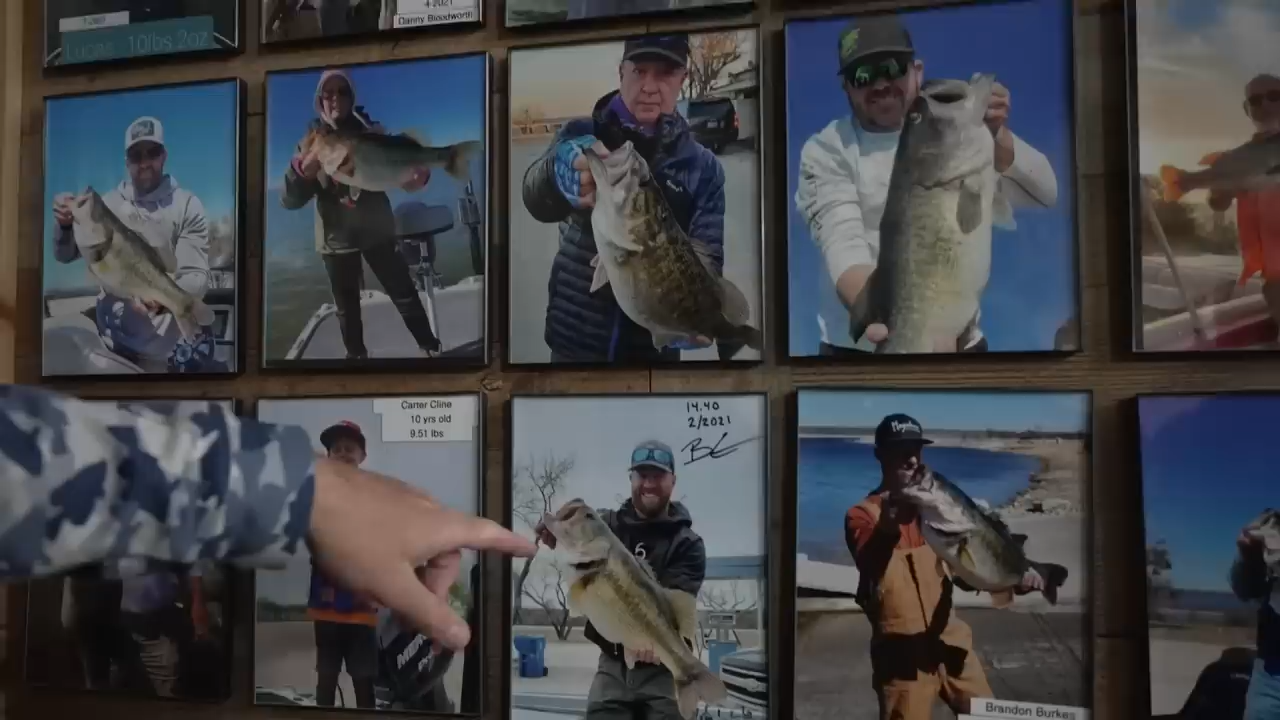 4-2021
Danny Bloodworth
Lucas 10lbs 2oz
Carter Cline
10 yrs old
9.51 lbs
14.40
2/2021
Brandon Burkes